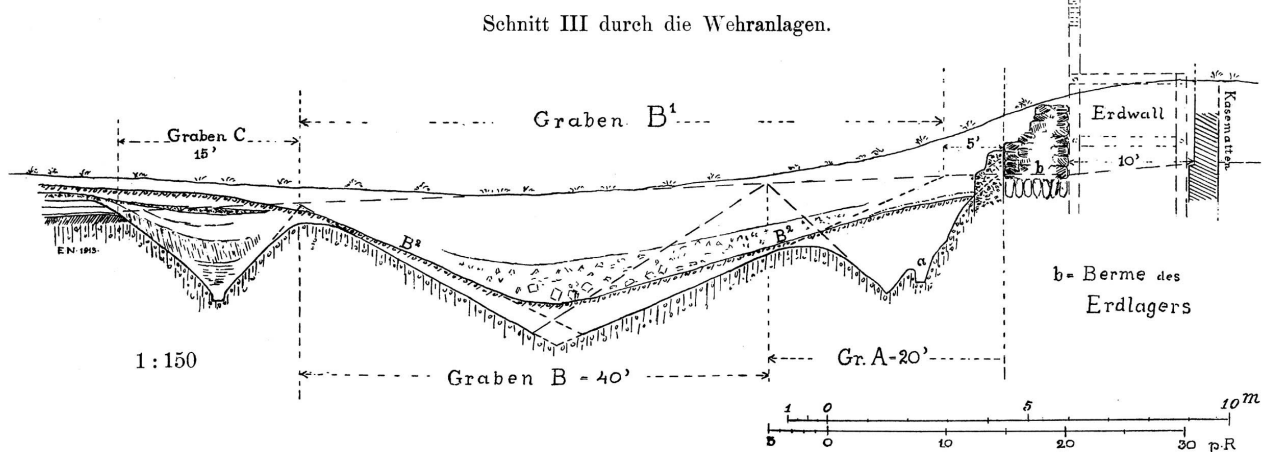 Schnitt III durch die Wehranlagen.
Graben B¹
Graben C
15'
5'
Erdwall
Kasematten
10'
b
B²
B²
a
E N · 1913 ·
b = Berme des
Erdlagers
1 : 150
Graben B - 40'
Gr. A - 20'
1 0 5 10 m
5 0 10 20 30 p. R